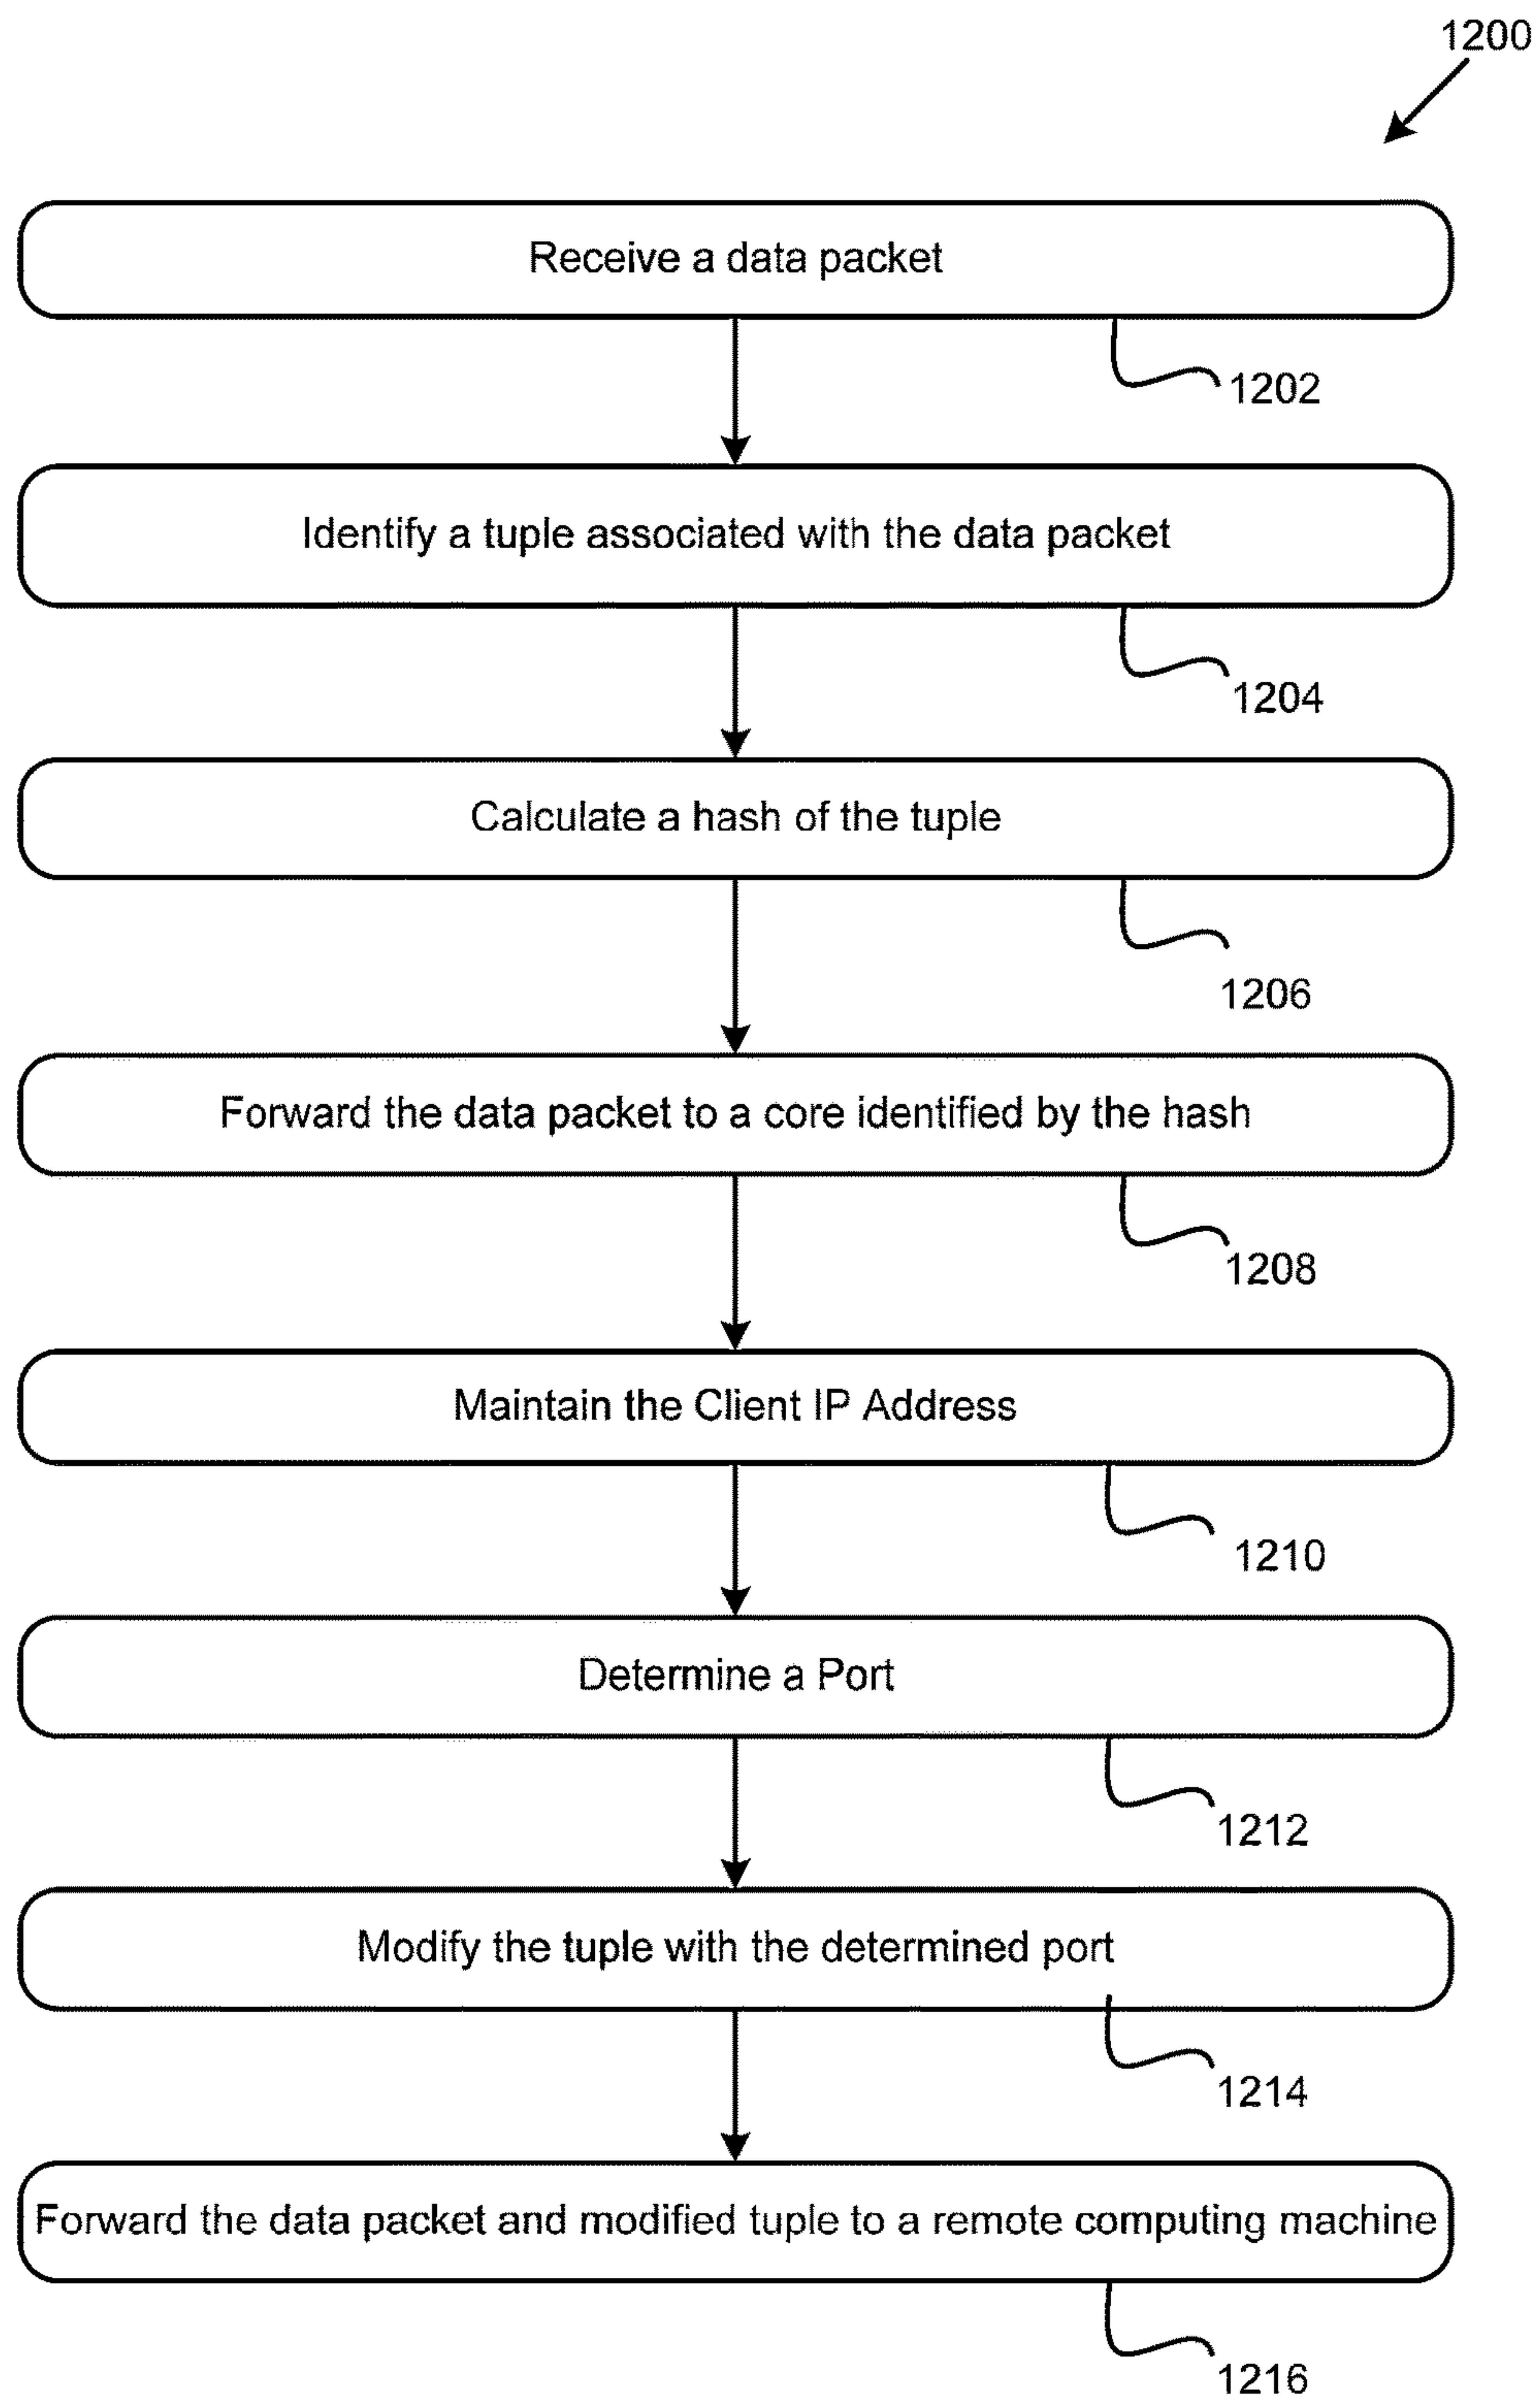 1200
Receive a data packet
1202
Identify a tuple associated with the data packet
1204
Calculate a hash of the tuple
1206
Forward the data packet to a core identified by the hash
1208
Maintain the Client IP Address
1210
Determine a Port
1212
Modify the tuple with the determined port
1214
Forward the data packet and modified tuple to a remote computing machine
1216